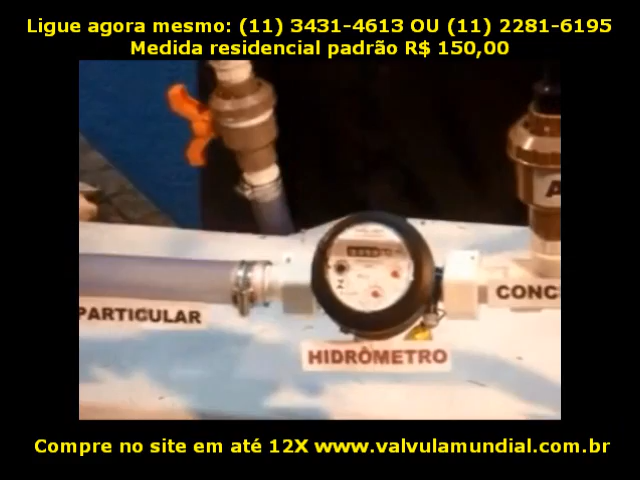 Ligue agora mesmo: (11) 3431-4613 OU (11) 2281-6195
Medida residencial padrão R$ 150,00
PARTICULAR
HIDRÔMETRO
CONC
Compre no site em até 12X www.valvulamundial.com.br